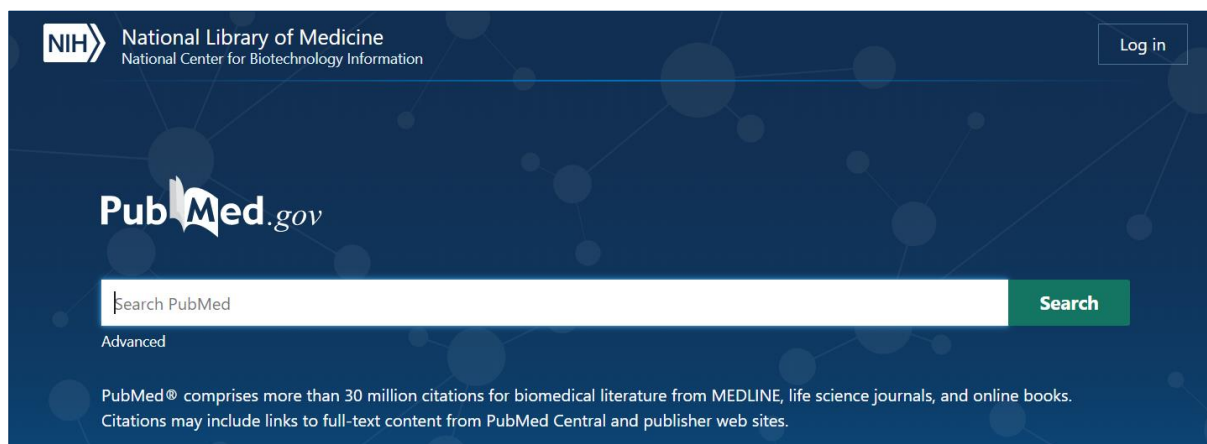 NIH
National Library of Medicine
National Center for Biotechnology Information
Log in
PubMed.gov
Search PubMed
Search
Advanced
PubMed® comprises more than 30 million citations for biomedical literature from MEDLINE, life science journals, and online books.
Citations may include links to full-text content from PubMed Central and publisher web sites.